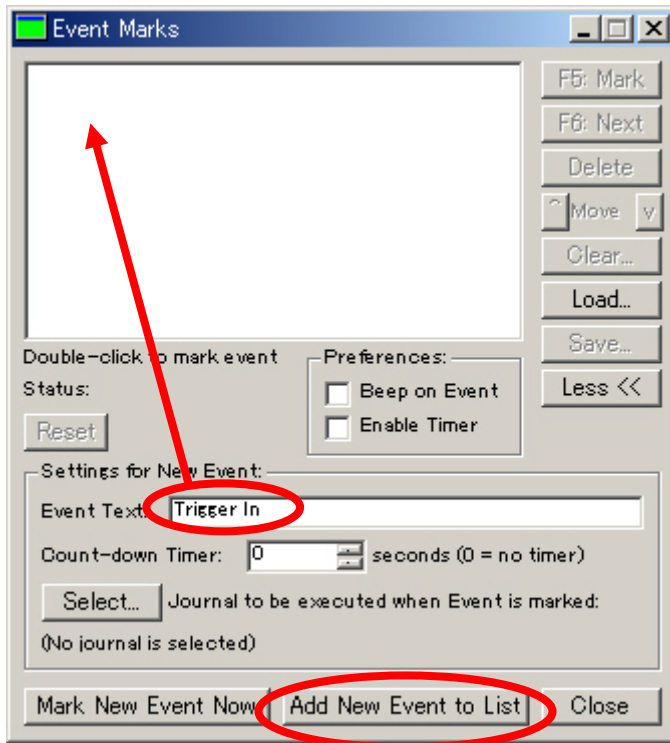 Event Marks
F5: Mark
F6: Next
Delete
^ Move v
Clear...
Load...
Save...
Less <<
Double-click to mark event
Status:
Reset
Preferences:
Beep on Event
Enable Timer
Settings for New Event:
Event Text: Trigger In
Count-down Timer: 0 seconds (0 = no timer)
Select... Journal to be executed when Event is marked:
(No journal is selected)
Mark New Event Now Add New Event to List Close